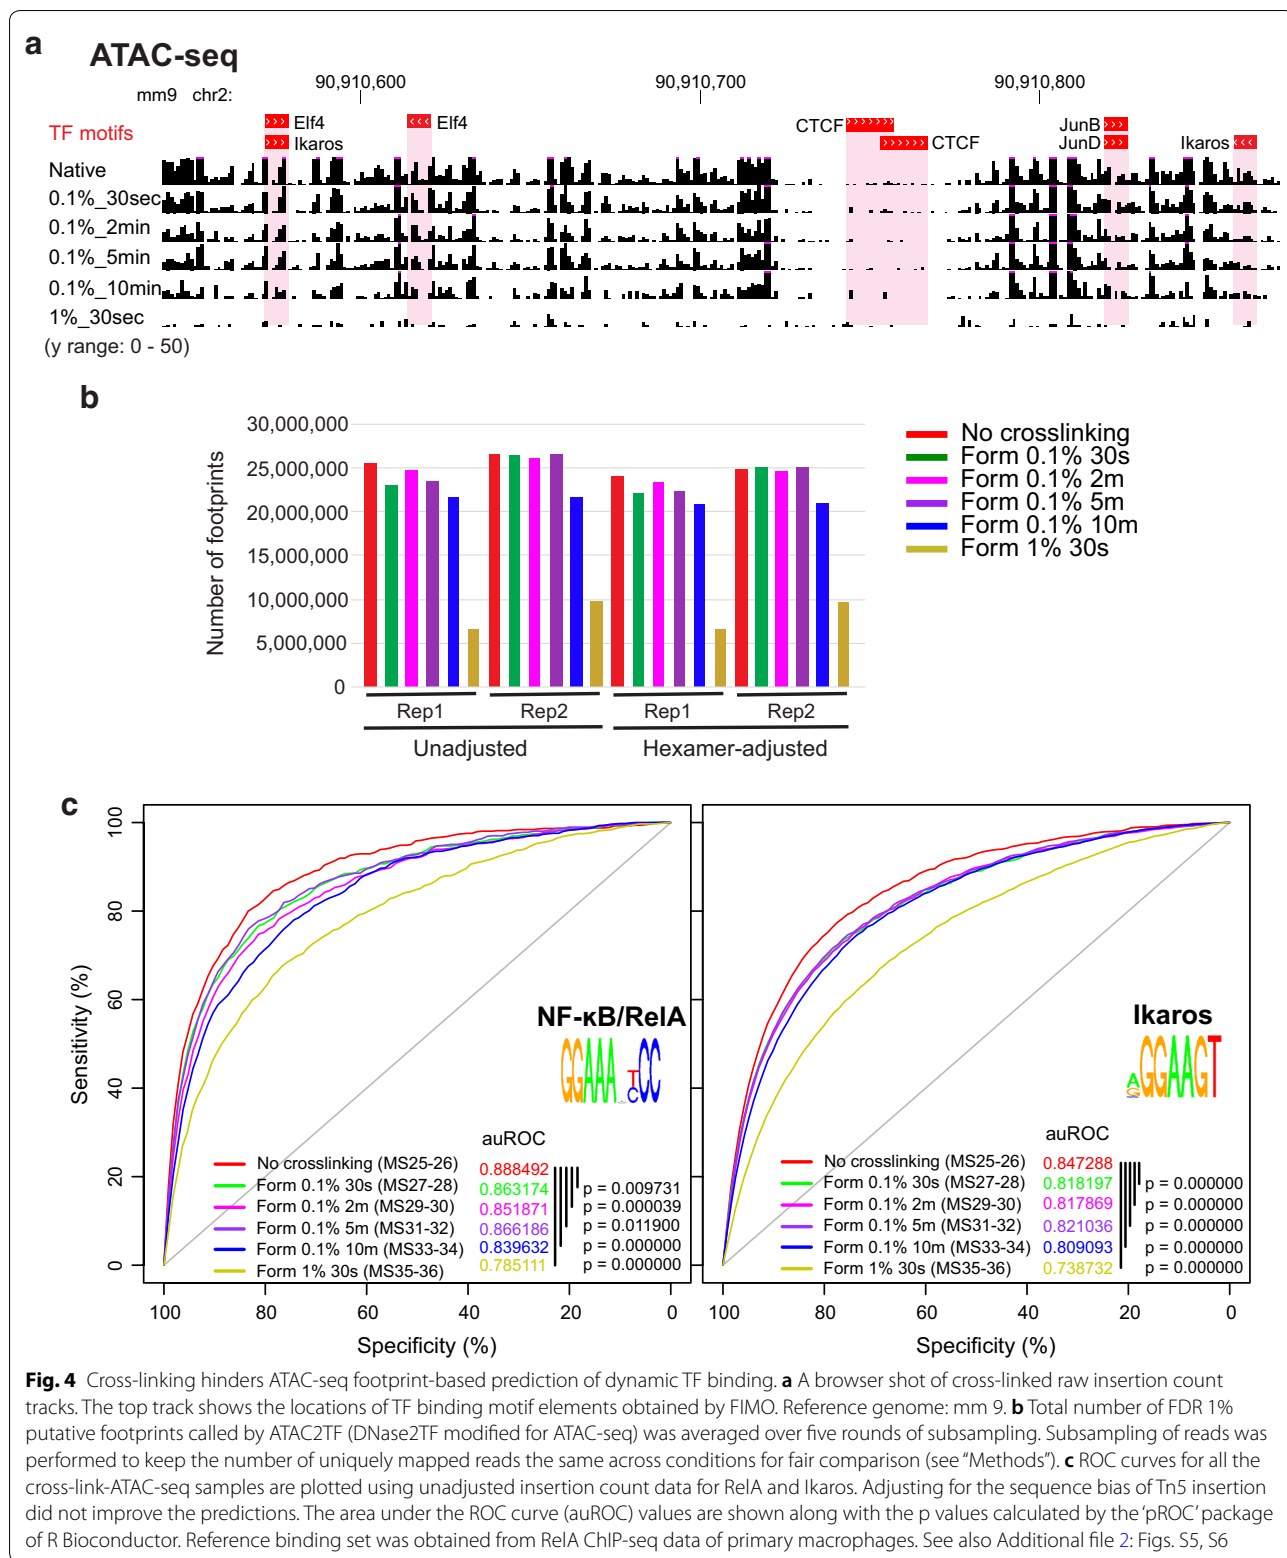 a
ATAC-seq
mm9 chr2:
90,910,600
90,910,700
90,910,800
TF motifs
Elf4
Ikaros
Elf4
CTCF
CTCF
JunB
JunD
Ikaros
Native
0.1%_30sec
0.1%_2min
0.1%_5min
0.1%_10min
1%_30sec
(y range: 0 - 50)
b
Number of footprints
30,000,000
25,000,000
20,000,000
15,000,000
10,000,000
5,000,000
0
Rep1
Rep2
Rep1
Rep2
Unadjusted
Hexamer-adjusted
No crosslinking
Form 0.1% 30s
Form 0.1% 2m
Form 0.1% 5m
Form 0.1% 10m
Form 1% 30s
c
Sensitivity (%)
100
80
60
40
20
0
NF-κB/RelA
GGAAA TCC
C
auROC
No crosslinking (MS25-26) 0.888492
Form 0.1% 30s (MS27-28) 0.863174 p = 0.009731
Form 0.1% 2m (MS29-30) 0.851871 p = 0.000039
Form 0.1% 5m (MS31-32) 0.866186 p = 0.011900
Form 0.1% 10m (MS33-34) 0.839632 p = 0.000000
Form 1% 30s (MS35-36) 0.785111 p = 0.000000
100 80 60 40 20 0
Specificity (%)
Ikaros
AGGAAGT
G
auROC
No crosslinking (MS25-26) 0.847288
Form 0.1% 30s (MS27-28) 0.818197 p = 0.000000
Form 0.1% 2m (MS29-30) 0.817869 p = 0.000000
Form 0.1% 5m (MS31-32) 0.821036 p = 0.000000
Form 0.1% 10m (MS33-34) 0.809093 p = 0.000000
Form 1% 30s (MS35-36) 0.738732 p = 0.000000
100 80 60 40 20 0
Specificity (%)
Fig. 4 Cross-linking hinders ATAC-seq footprint-based prediction of dynamic TF binding. a A browser shot of cross-linked raw insertion count
tracks. The top track shows the locations of TF binding motif elements obtained by FIMO. Reference genome: mm 9. b Total number of FDR 1%
putative footprints called by ATAC2TF (DNase2TF modified for ATAC-seq) was averaged over five rounds of subsampling. Subsampling of reads was
performed to keep the number of uniquely mapped reads the same across conditions for fair comparison (see “Methods”). c ROC curves for all the
cross-link-ATAC-seq samples are plotted using unadjusted insertion count data for RelA and Ikaros. Adjusting for the sequence bias of Tn5 insertion
did not improve the predictions. The area under the ROC curve (auROC) values are shown along with the p values calculated by the ‘pROC’ package
of R Bioconductor. Reference binding set was obtained from RelA ChIP-seq data of primary macrophages. See also Additional file 2: Figs. S5, S6